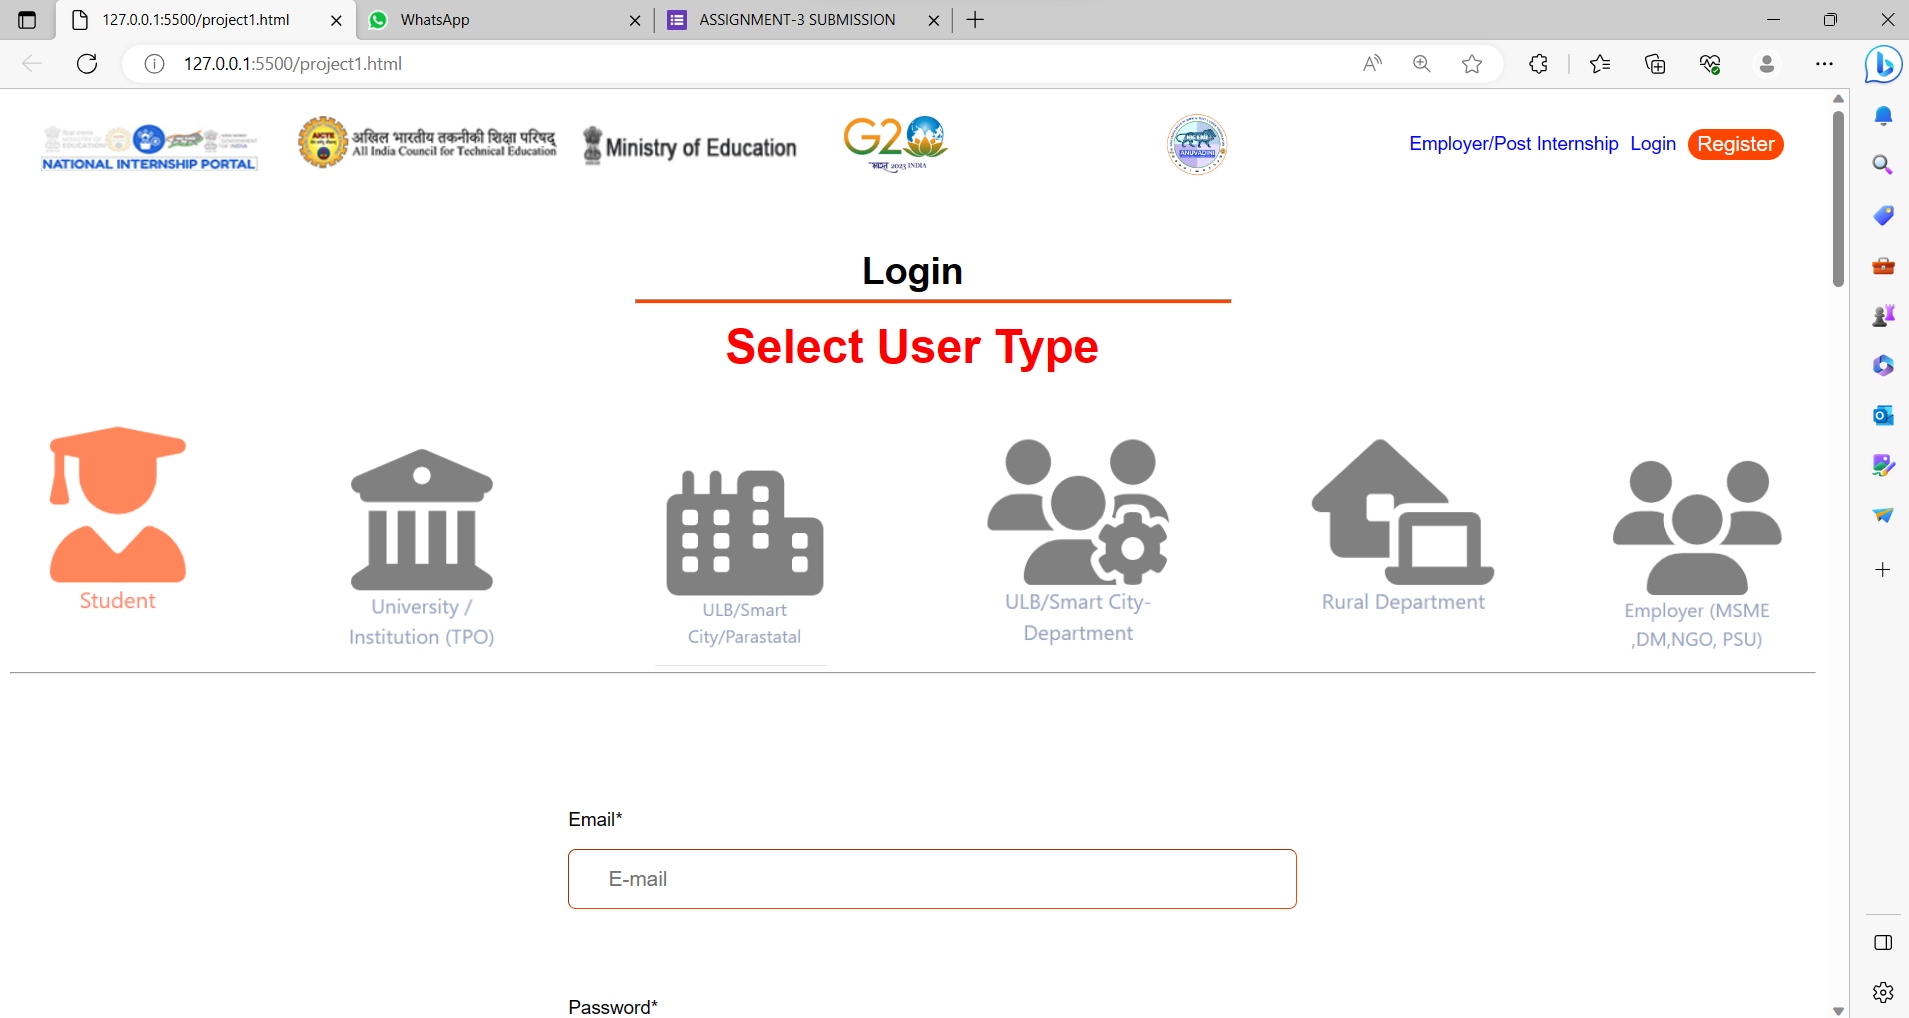 127.0.0.1:5500/project1.html
WhatsApp
ASSIGNMENT-3 SUBMISSION
127.0.0.1:5500/project1.html
NATIONAL INTERNSHIP PORTAL
AICTE
अखिल भारतीय तकनीकी शिक्षा परिषद्
All India Council for Technical Education
Ministry of Education
G20
2023 INDIA
ANUVADINI
Employer/Post Internship Login Register
Login
Select User Type
Student
University /
Institution (TPO)
ULB/Smart
City/Parastatal
ULB/Smart City-
Department
Rural Department
Employer (MSME
,DM,NGO, PSU)
Email*
E-mail
Password*